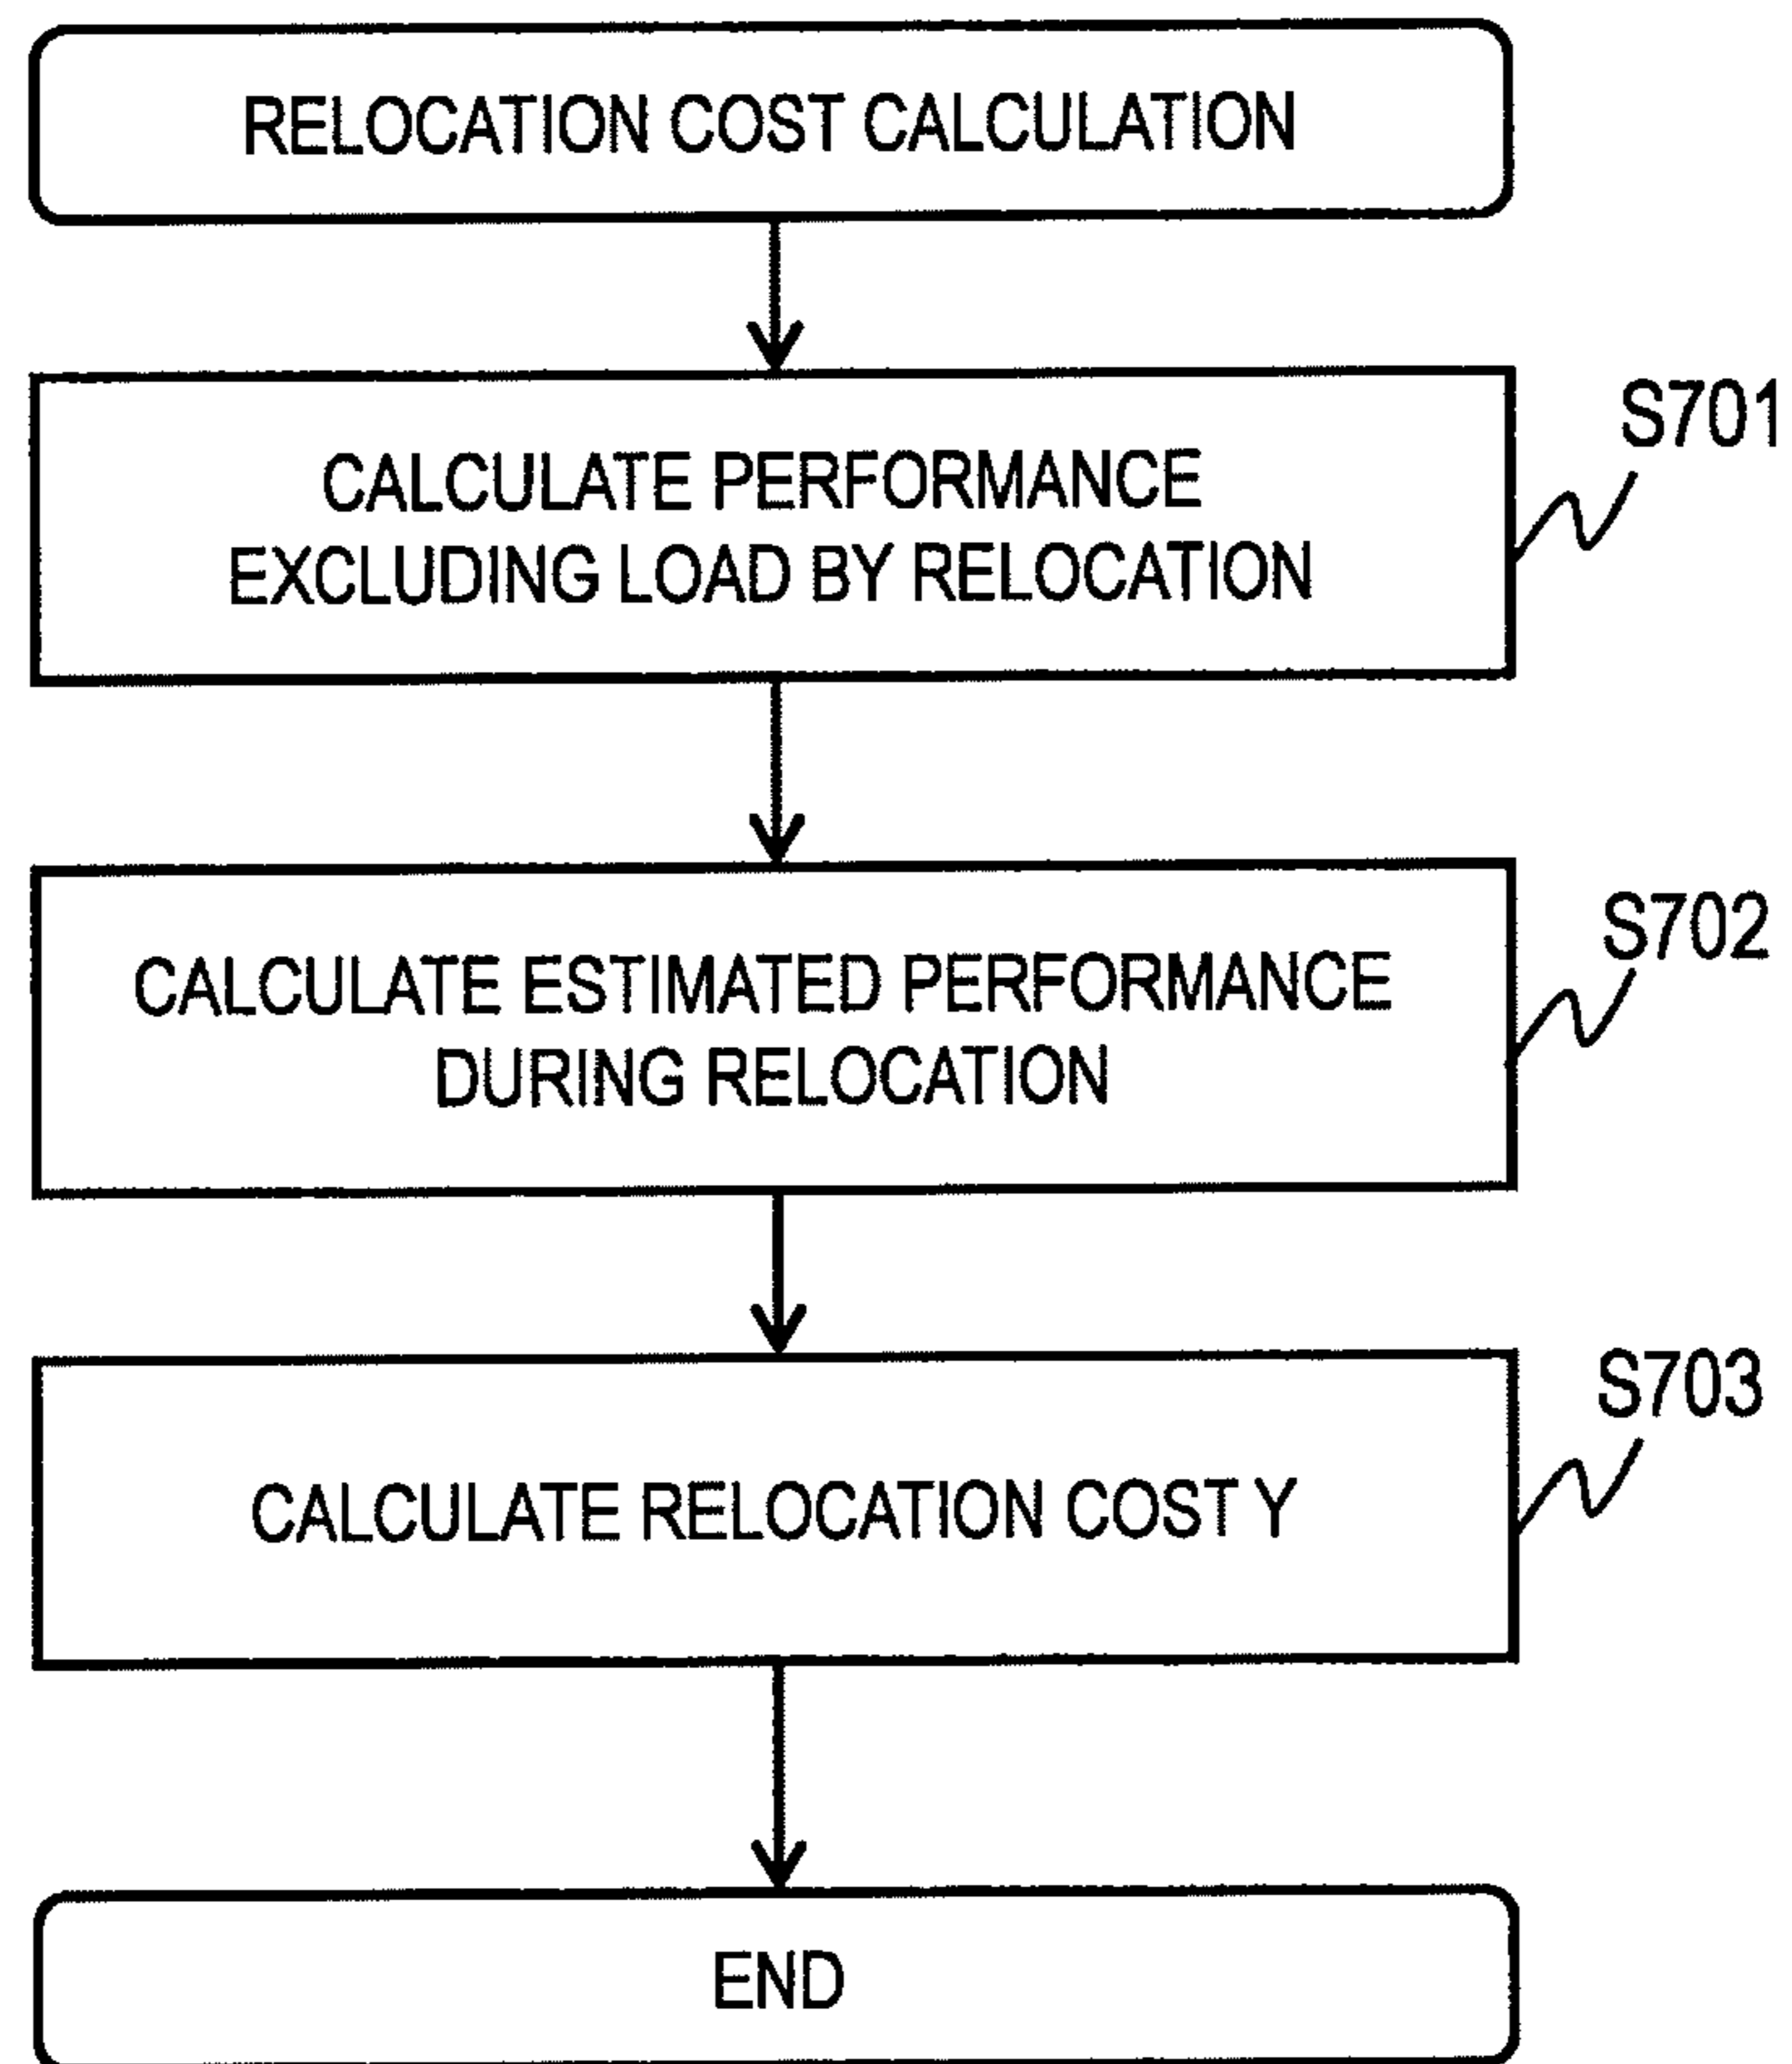 RELOCATION COST CALCULATION
S701
CALCULATE PERFORMANCE
EXCLUDING LOAD BY RELOCATION
S702
CALCULATE ESTIMATED PERFORMANCE
DURING RELOCATION
S703
CALCULATE RELOCATION COST Y
END